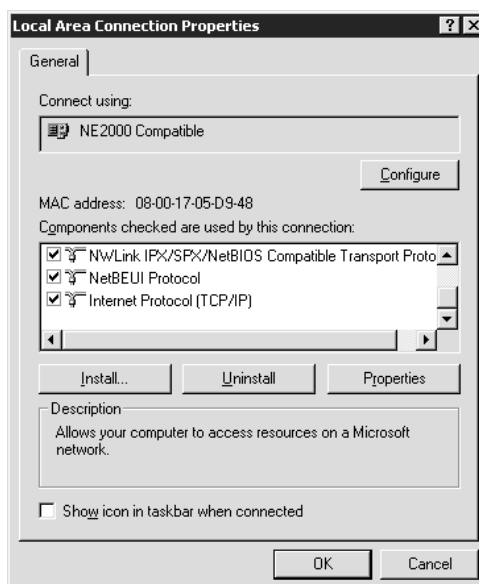 Local Area Connection Properties
General
Connect using:
NE2000 Compatible
Configure
MAC address: 08-00-17-05-D9-48
Components checked are used by this connection:
NWLink IPX/SPX/NetBIOS Compatible Transport Proto
NetBEUI Protocol
Internet Protocol (TCP/IP)
Install... Uninstall Properties
Description
Allows your computer to access resources on a Microsoft
network.
Show icon in taskbar when connected
OK Cancel